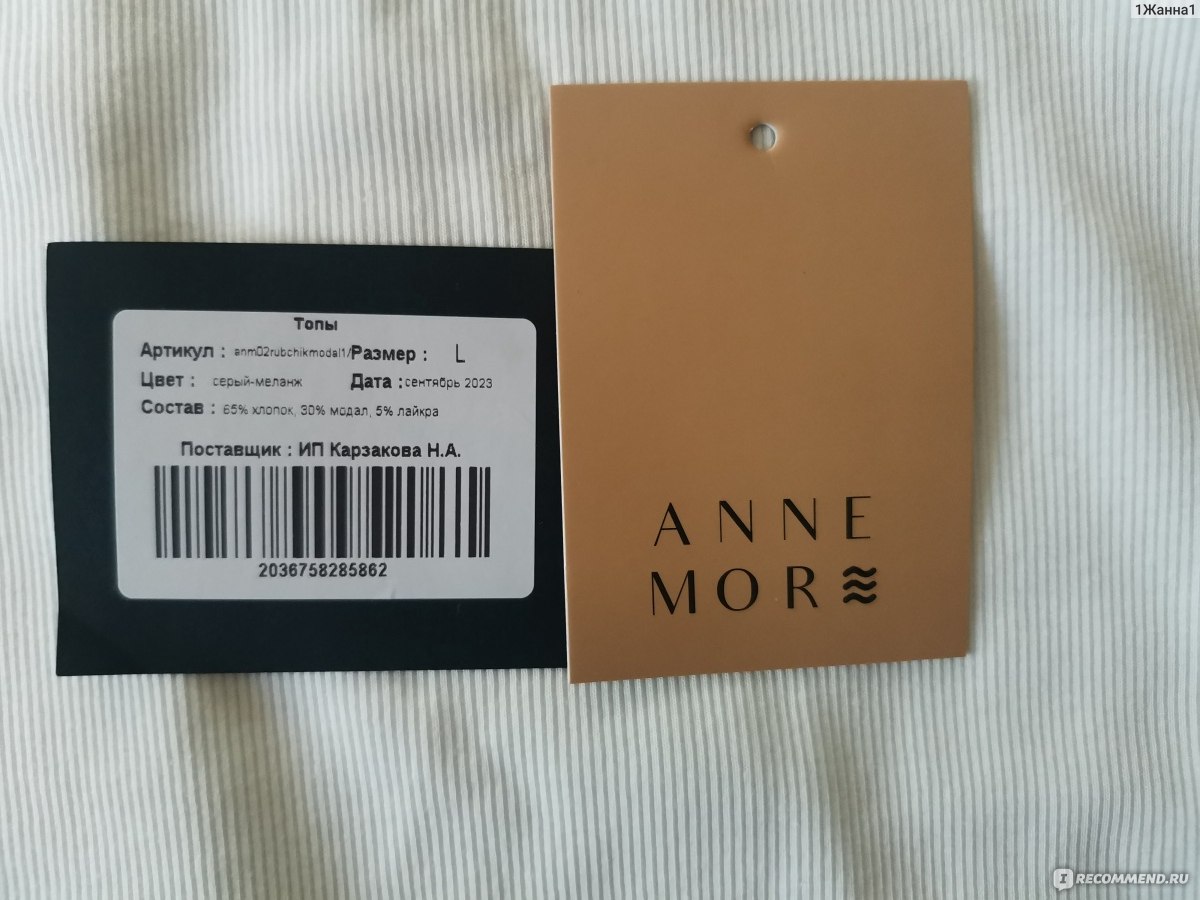 1Жанна1
Топы
Артикул : anm02rubchikmodal1/ Размер : L
Цвет : серый-меланж Дата : сентябрь 2023
Состав : 65% хлопок, 30% модал, 5% лайкра
Поставщик : ИП Карзакова Н.А.
2036758285862
ANNE
MOR
IRECOMMEND.RU